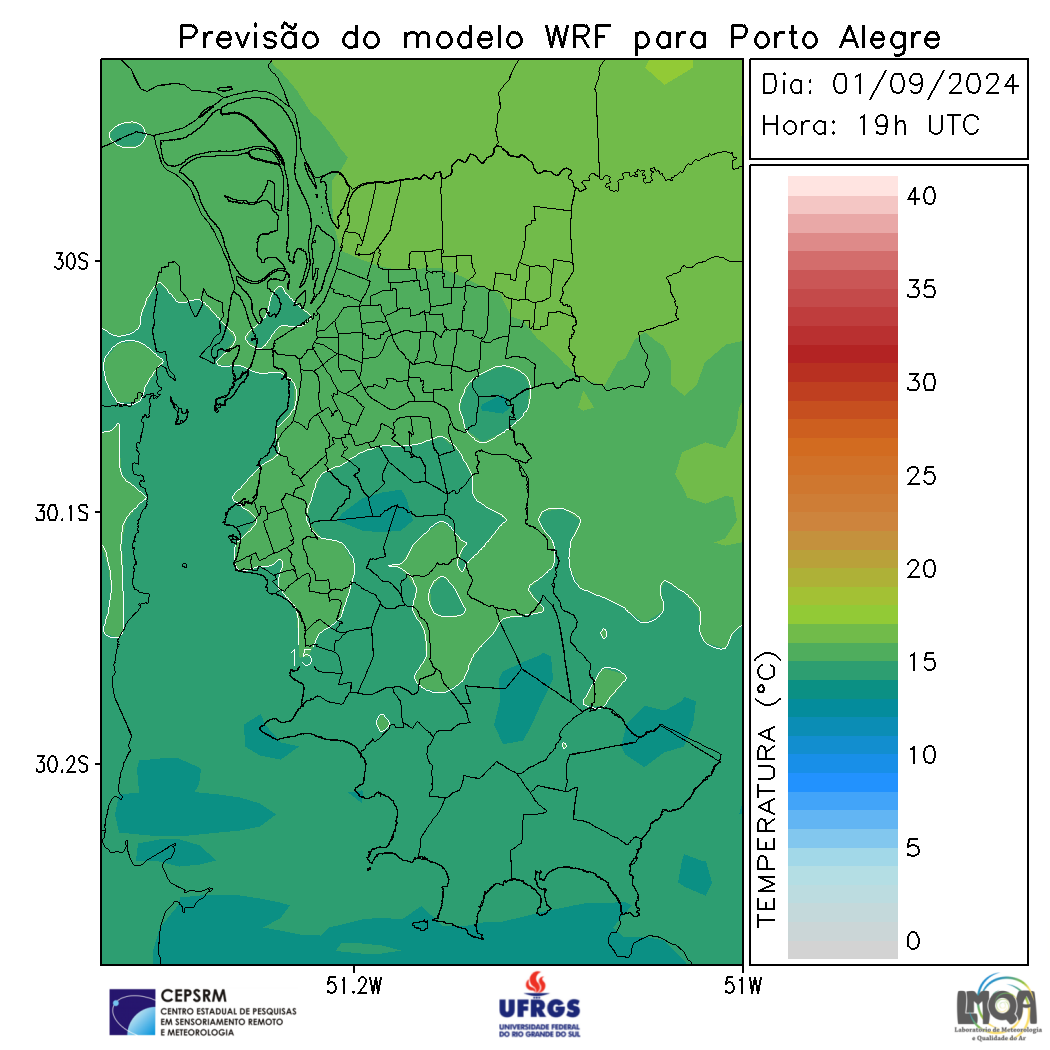 Previsão do modelo WRF para Porto Alegre
Dia: 01/09/2024
Hora: 19h UTC
30S
30.1S
30.2S
51.2W
51W
15
40
35
30
25
20
15
10
5
0
TEMPERATURA (°C)
CEPSRM
CENTRO ESTADUAL DE PESQUISAS
EM SENSORIAMENTO REMOTO
E METEOROLOGIA
UFRGS
UNIVERSIDADE FEDERAL
DO RIO GRANDE DO SUL
LMQA
Laboratório de Meteorologia
e Qualidade do Ar